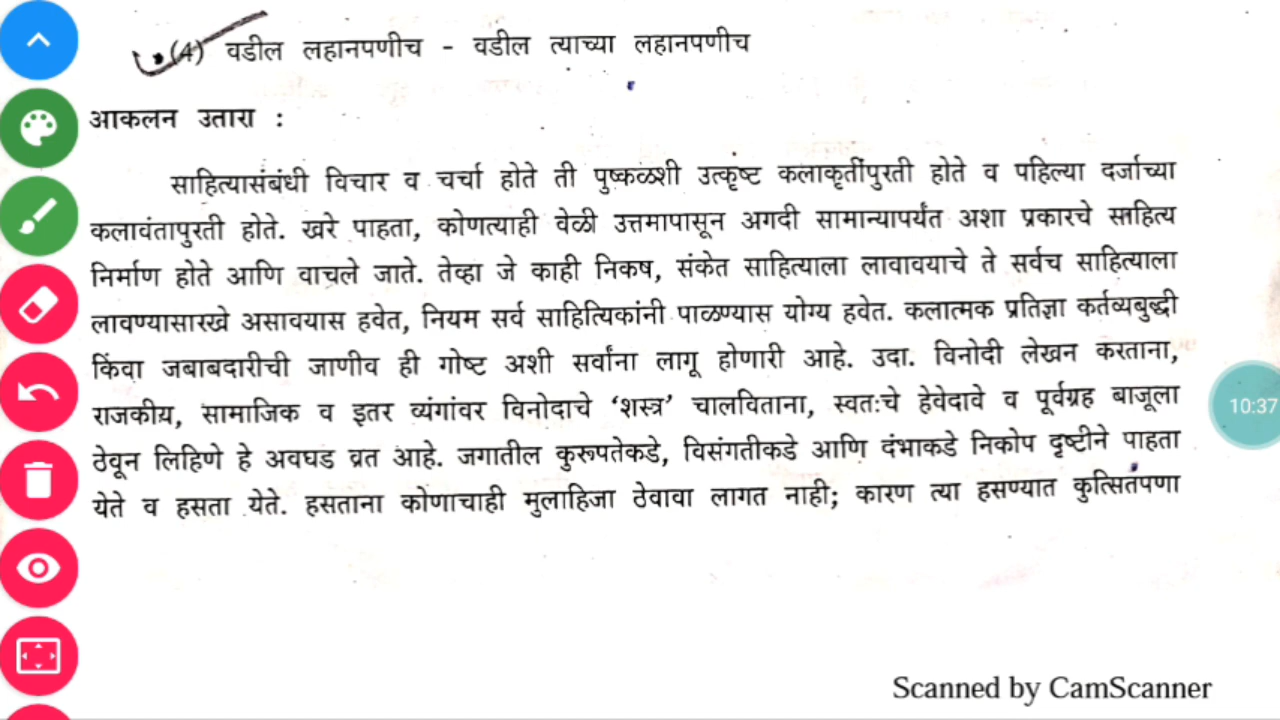 (4) वडील लहानपणीच - वडील त्याच्या लहानपणीच
आकलन उतारा :
साहित्यासंबंधी विचार व चर्चा होते ती पुष्कळशी उत्कृष्ट कलाकृतींपुरती होते व पहिल्या दर्जाच्या
कलावंतापुरती होते. खरे पाहता, कोणत्याही वेळी उत्तमापासून अगदी सामान्यापर्यंत अशा प्रकारचे साहित्य
निर्माण होते आणि वाचले जाते. तेव्हा जे काही निकष, संकेत साहित्याला लावावयाचे ते सर्वच साहित्याला
लावण्यासारखे असावयास हवेत, नियम सर्व साहित्यिकांनी पाळण्यास योग्य हवेत. कलात्मक प्रतिज्ञा कर्तव्यबुद्धी
किंवा जबाबदारीची जाणीव ही गोष्ट अशी सर्वांना लागू होणारी आहे. उदा. विनोदी लेखन करताना,
राजकीय, सामाजिक व इतर व्यंगांवर विनोदाचे ‘शस्त्र’ चालविताना, स्वतःचे हेवेदावे व पूर्वग्रह बाजूला
ठेवून लिहिणे हे अवघड व्रत आहे. जगातील कुरूपतेकडे, विसंगतीकडे आणि दंभाकडे निकोप दृष्टीने पाहता
येते व हसता येते. हसताना कोणाचाही मुलाहिजा ठेवावा लागत नाही; कारण त्या हसण्यात कुत्सितपणा
10:37
Scanned by CamScanner